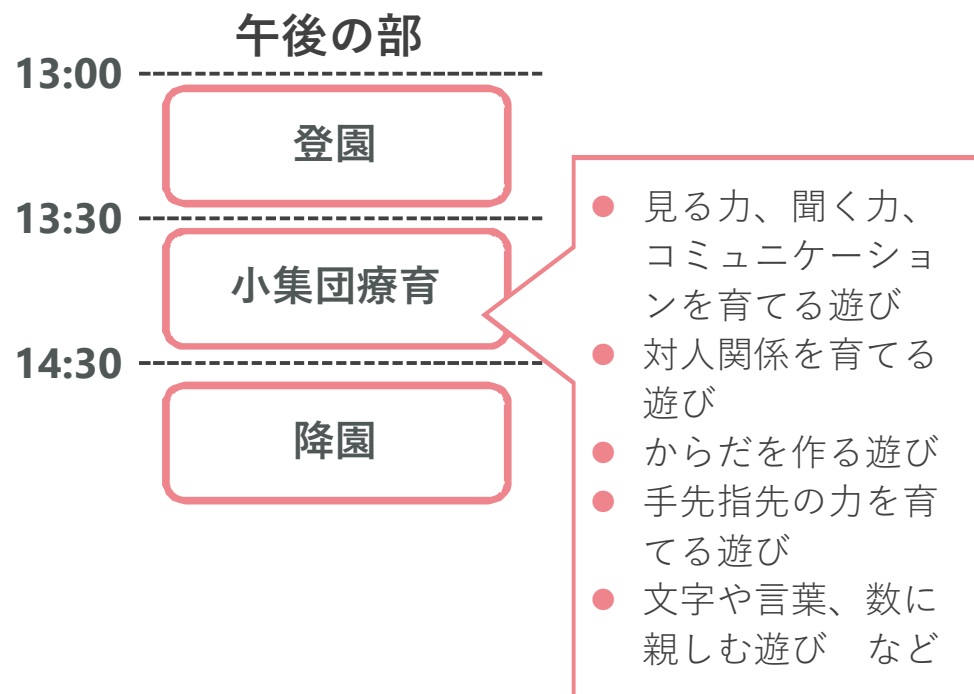 午後の部
13:00
登園
13:30
小集団療育
14:30
降園
● 見る力、聞く力、
コミュニケーショ
ンを育てる遊び
● 対人関係を育てる
遊び
● からだを作る遊び
● 手先指先の力を育
てる遊び
● 文字や言葉、数に
親しむ遊び　など